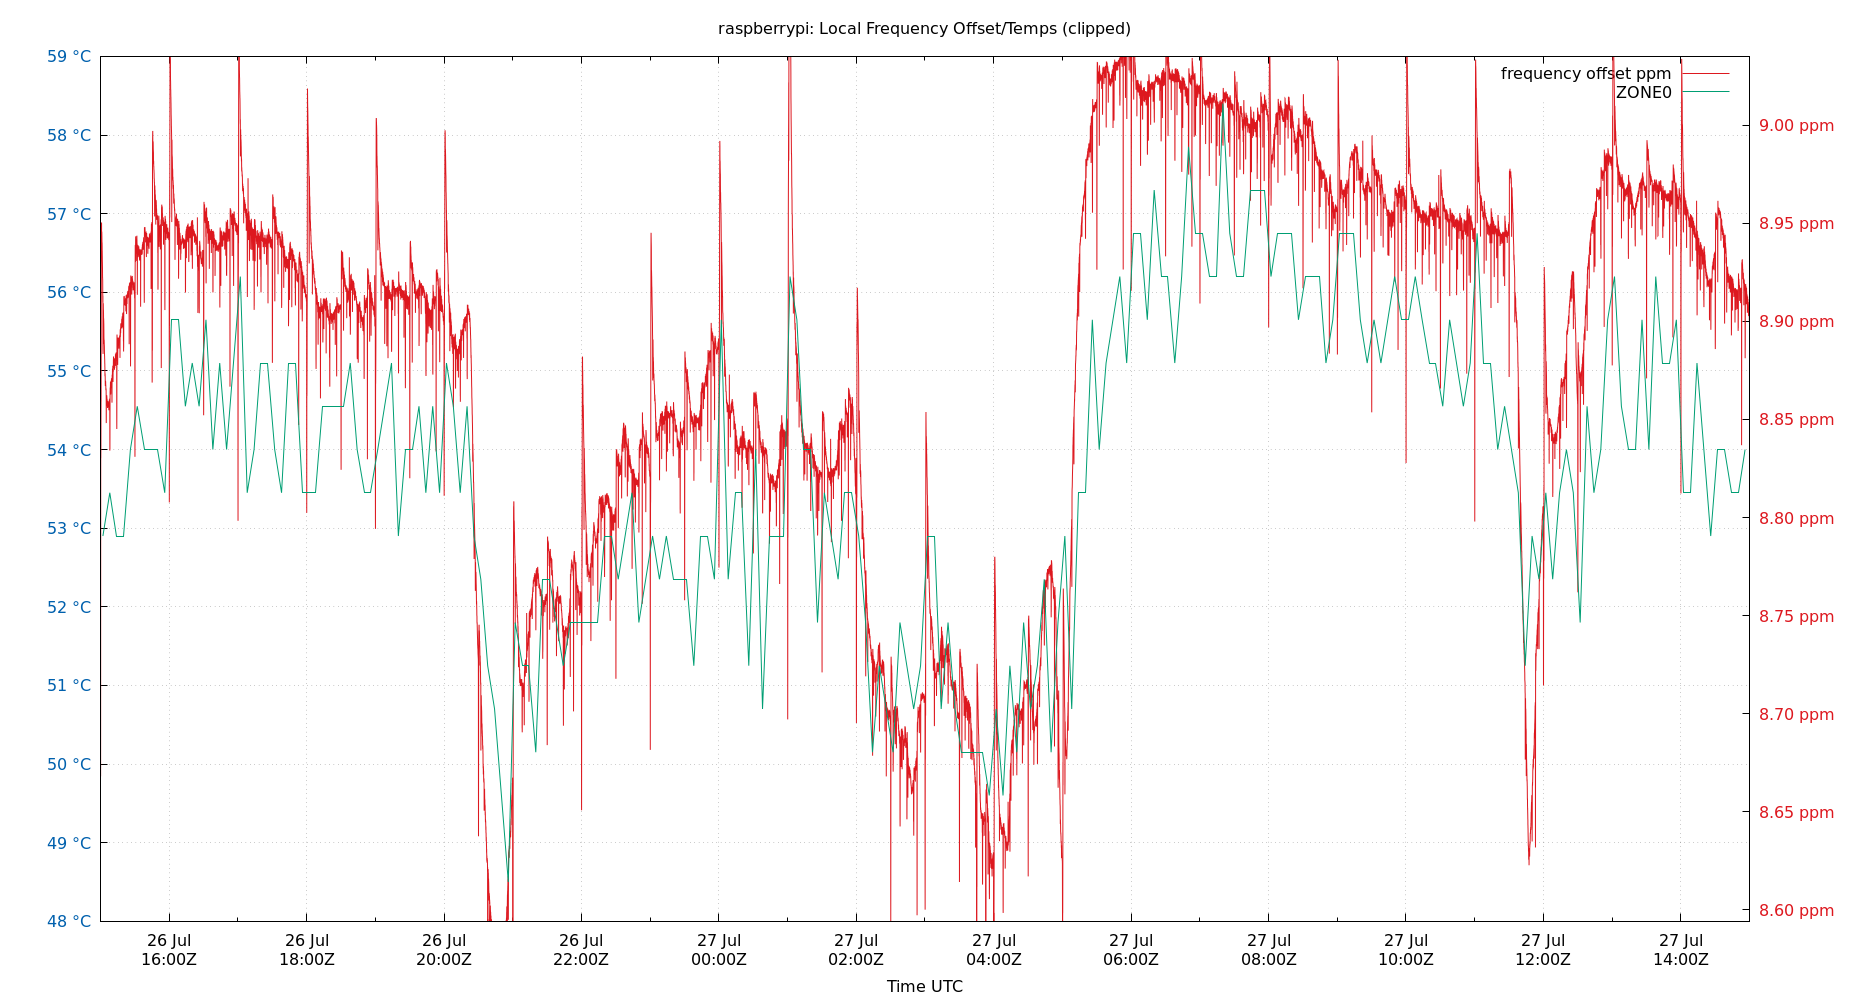 raspberrypi: Local Frequency Offset/Temps (clipped)
frequency offset ppm
ZONE0
59 °C
58 °C
57 °C
56 °C
55 °C
54 °C
53 °C
52 °C
51 °C
50 °C
49 °C
48 °C
9.00 ppm
8.95 ppm
8.90 ppm
8.85 ppm
8.80 ppm
8.75 ppm
8.70 ppm
8.65 ppm
8.60 ppm
26 Jul 26 Jul 26 Jul 26 Jul 27 Jul 27 Jul 27 Jul 27 Jul 27 Jul 27 Jul 27 Jul 27 Jul
16:00Z 18:00Z 20:00Z 22:00Z 00:00Z 02:00Z 04:00Z 06:00Z 08:00Z 10:00Z 12:00Z 14:00Z
Time UTC